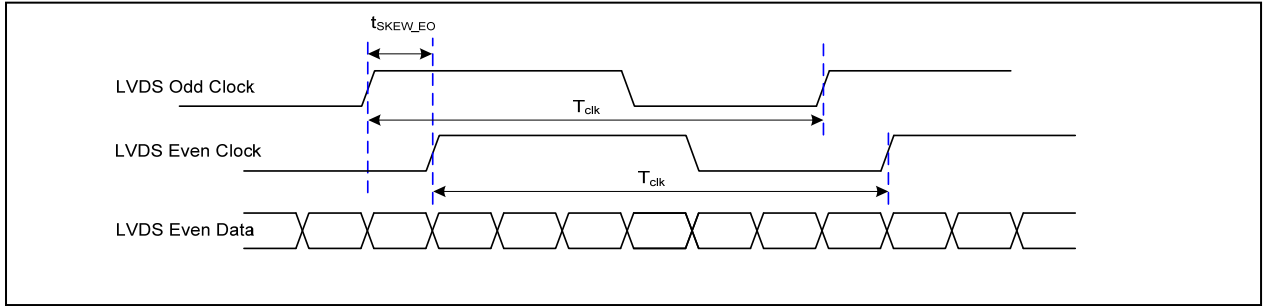 tSKEW_EO
LVDS Odd Clock
Tclk
LVDS Even Clock
Tclk
LVDS Even Data